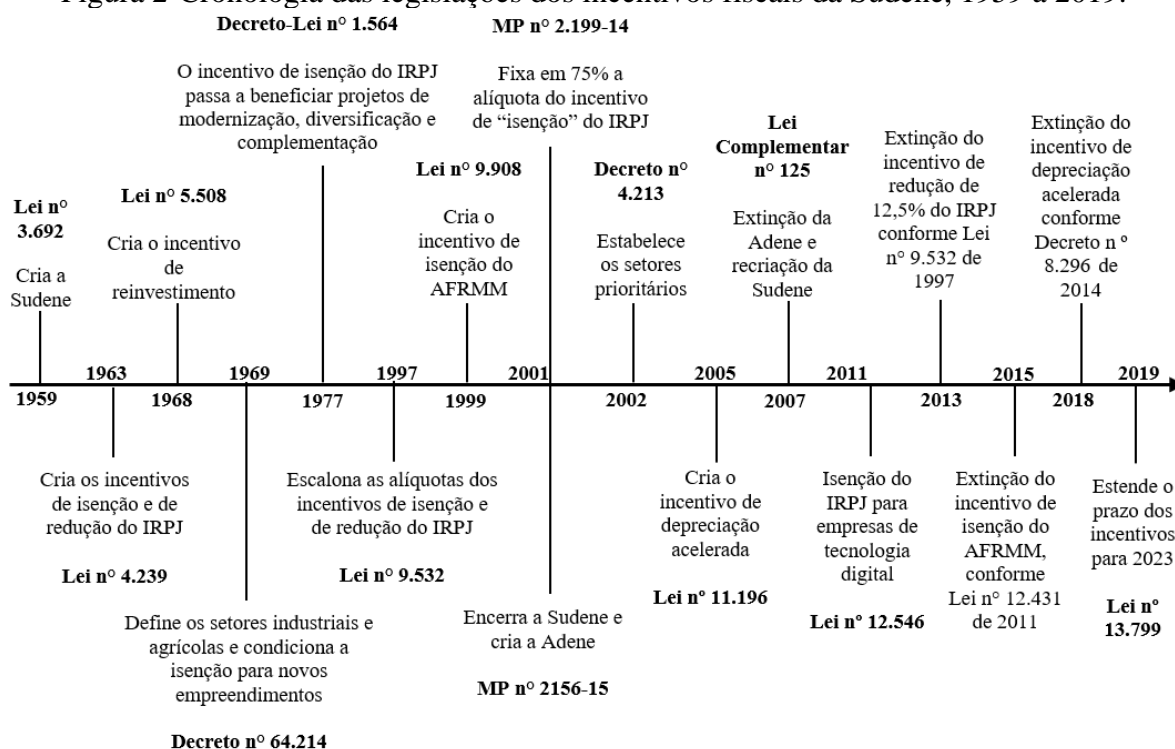 Figura 2 Cronologia das legislações dos incentivos fiscais da Sudene, 1959 a 2019.
Decreto-Lei n° 1.564
O incentivo de isenção do IRPJ
passa a beneficiar projetos de
modernização, diversificação e
complementação
MP n° 2.199-14
Fixa em 75% a
alíquota do incentivo
de “isenção” do IRPJ
Lei n°
3.692
Cria a
Sudene
Lei n° 5.508
Cria o incentivo
de
reinvestimento
Lei n° 9.908
Cria o
incentivo de
isenção do
AFRMM
Decreto n°
4.213
Estabelece
os setores
prioritários
Lei
Complementar
n° 125
Extinção da
Adene e
recriação da
Sudene
Extinção do
incentivo de
redução de
12,5% do IRPJ
conforme Lei
n° 9.532 de
1997
Extinção do
incentivo de
depreciação
acelerada
conforme
Decreto n º
8.296 de
2014
1963
1969
1997
2001
2005
2011
2015
2019
1959
1968
1977
1999
2002
2007
2013
2018
Cria os incentivos
de isenção e de
redução do IRPJ
Lei n° 4.239
Define os setores industriais e
agrícolas e condiciona a
isenção para novos
empreendimentos
Decreto n° 64.214
Escalona as alíquotas dos
incentivos de isenção e
de redução do IRPJ
Lei n° 9.532
Encerra a Sudene e
cria a Adene
MP n° 2156-15
Cria o
incentivo de
depreciação
acelerada
Lei nº 11.196
Isenção do
IRPJ para
empresas de
tecnologia
digital
Lei nº 12.546
Extinção do
incentivo de
isenção do
AFRMM,
conforme
Lei n° 12.431
de 2011
Estende o
prazo dos
incentivos
para 2023
Lei nº
13.799